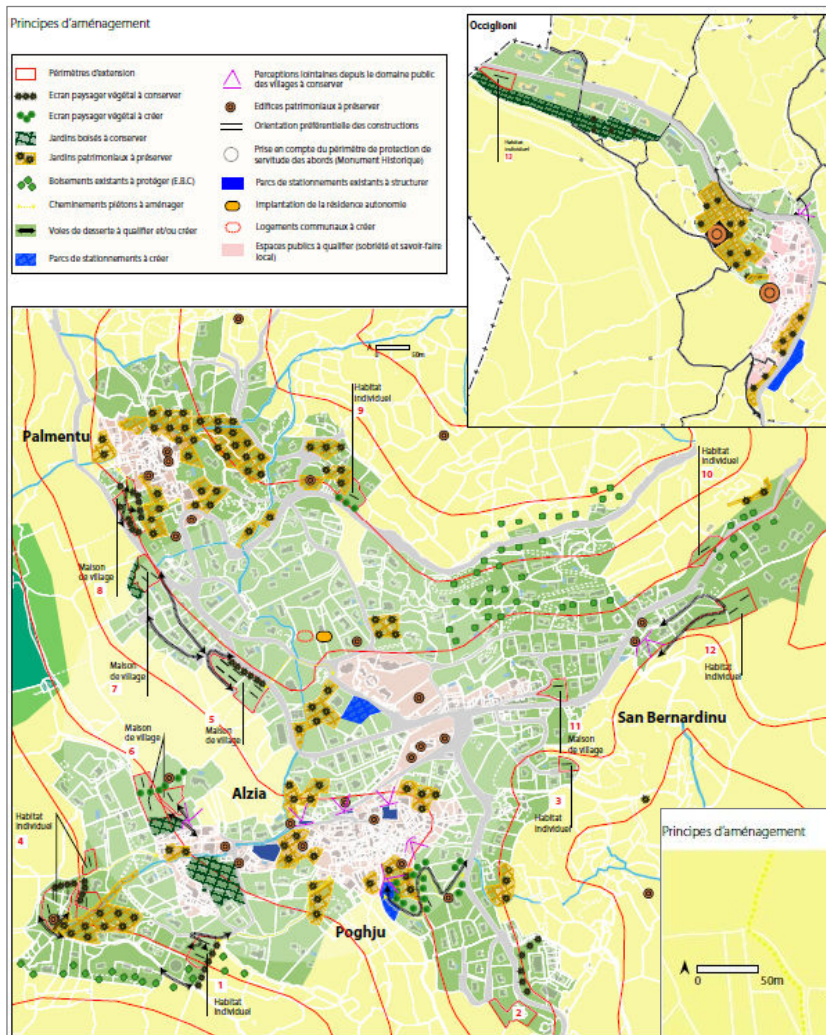 Principes d'aménagement
Périmètres d'extension
Ecran paysager végétal à conserver
Ecran paysager végétal à créer
Jardins boisés à conserver
Jardins patrimoniaux à préserver
Boisements existants à protéger (E.B.C)
Cheminements piétons à aménager
Voies de desserte à qualifier et/ou créer
Parcs de stationnements à créer
Perceptions lointaines depuis le domaine public
des villages à conserver
Edifices patrimoniaux à préserver
Orientation préférentielle des constructions
Prise en compte du périmètre de protection de
servitude des abords (Monument Historique)
Parcs de stationnements existants à structurer
Implantation de la résidence autonomie
Logements communaux à créer
Espaces publics à qualifier (sobriété et savoir-faire
local)
Occiglioni
Habitat
individuel
13
0 50m
Palmentu
Habitat
individuel
9
Habitat
individuel
10
Maison
de village
8
Maison
de village
7
5
Maison
de village
12
Habitat
individuel
San Bernardinu
11
Maison
de village
Maison
de village
6
Alzia
3
Habitat
individuel
Habitat
individuel
4
Poghju
1
Habitat
individuel
2
Principes d'aménagement
0 50m